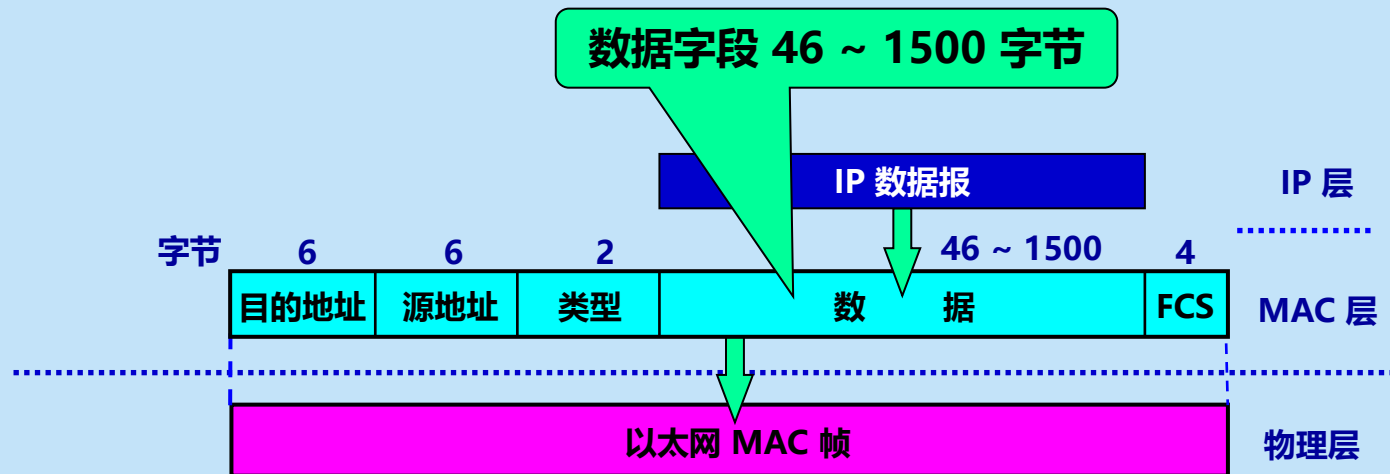 数据字段 46 ~ 1500 字节
IP 数据报
IP 层
字节 6 6 2 46 ~ 1500 4
目的地址 源地址 类型 数 据 FCS MAC 层
以太网 MAC 帧
物理层